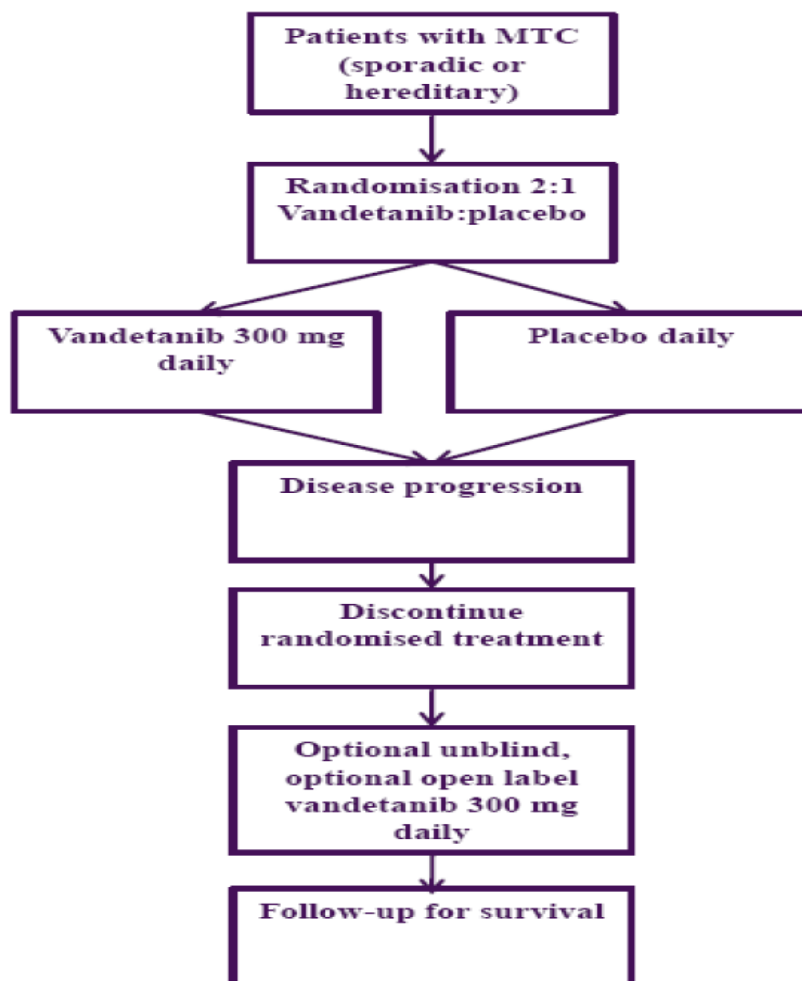 Patients with MTC
(sporadic or
hereditary)
Randomisation 2:1
Vandetanib:placebo
Vandetanib 300 mg
daily
Placebo daily
Disease progression
Discontinue
randomised treatment
Optional unblind,
optional open label
vandetanib 300 mg
daily
Follow-up for survival